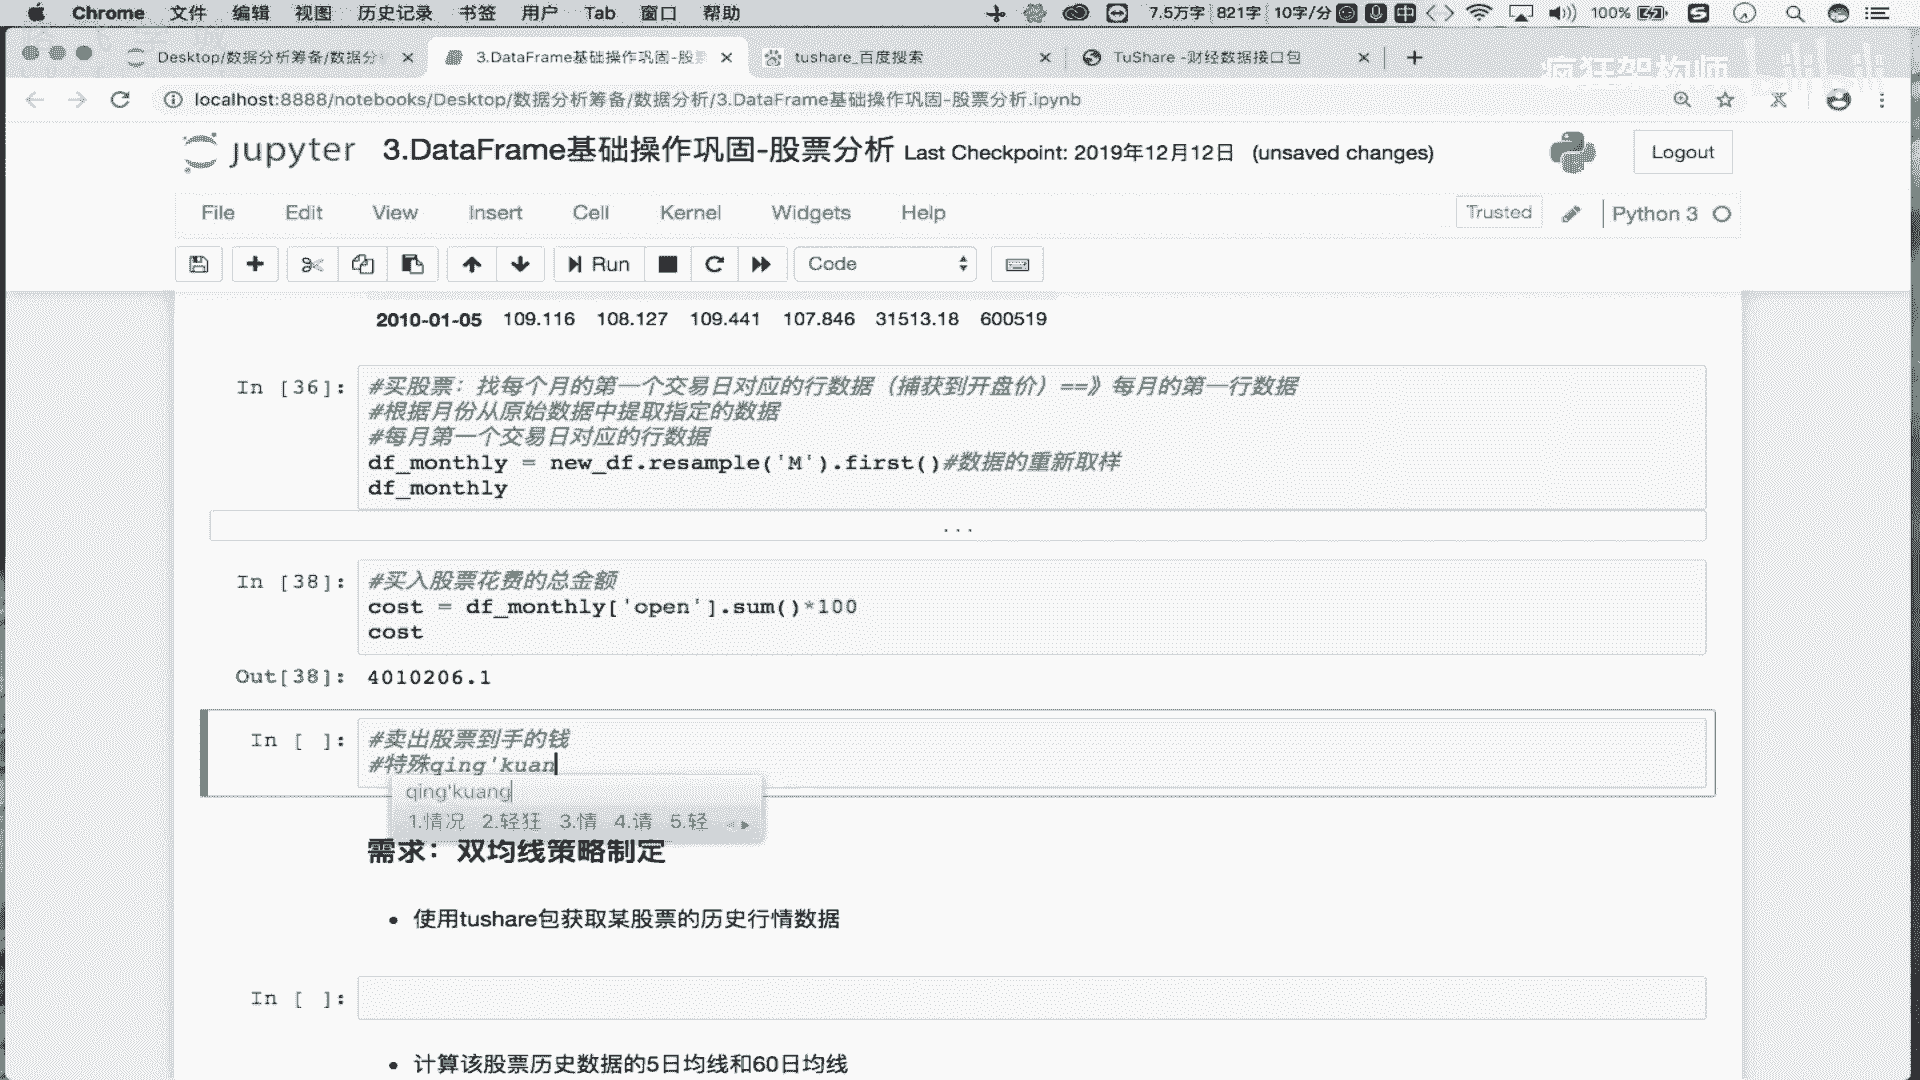 Chrome 文件 编辑 视图 历史记录 书签 用户 Tab 窗口 帮助 7.5万字 821字 10字/分 中 100%
Desktop/数据分析筹备/数据分 3.DataFrame基础操作巩固-股票 tushare_百度搜索 TuShare -财经数据接口包
疯狂架构师
localhost:8888/notebooks/Desktop/数据分析筹备/数据分析/3.DataFrame基础操作巩固-股票分析.ipynb
jupyter 3.DataFrame基础操作巩固-股票分析 Last Checkpoint: 2019年12月12日 (unsaved changes) Logout
File Edit View Insert Cell Kernel Widgets Help Trusted Python 3
Run Code
2010-01-05 109.116 108.127 109.441 107.846 31513.18 600519
In [36]: #买股票：找每个月的第一个交易日对应的行数据（捕获到开盘价）==》每月的第一行数据
#根据月份从原始数据中提取指定的数据
#每月第一个交易日对应的行数据
df_monthly = new_df.resample('M').first()#数据的重新取样
df_monthly
...
In [38]: #买入股票花费的总金额
cost = df_monthly['open'].sum()*100
cost
Out[38]: 4010206.1
In [ ]: #卖出股票到手的钱
#特殊qing'kuan
qing'kuang
1.情况 2.轻狂 3.情 4.请 5.轻
需求：双均线策略制定
• 使用tushare包获取某股票的历史行情数据
In [ ]:
• 计算该股票历史数据的5日均线和60日均线